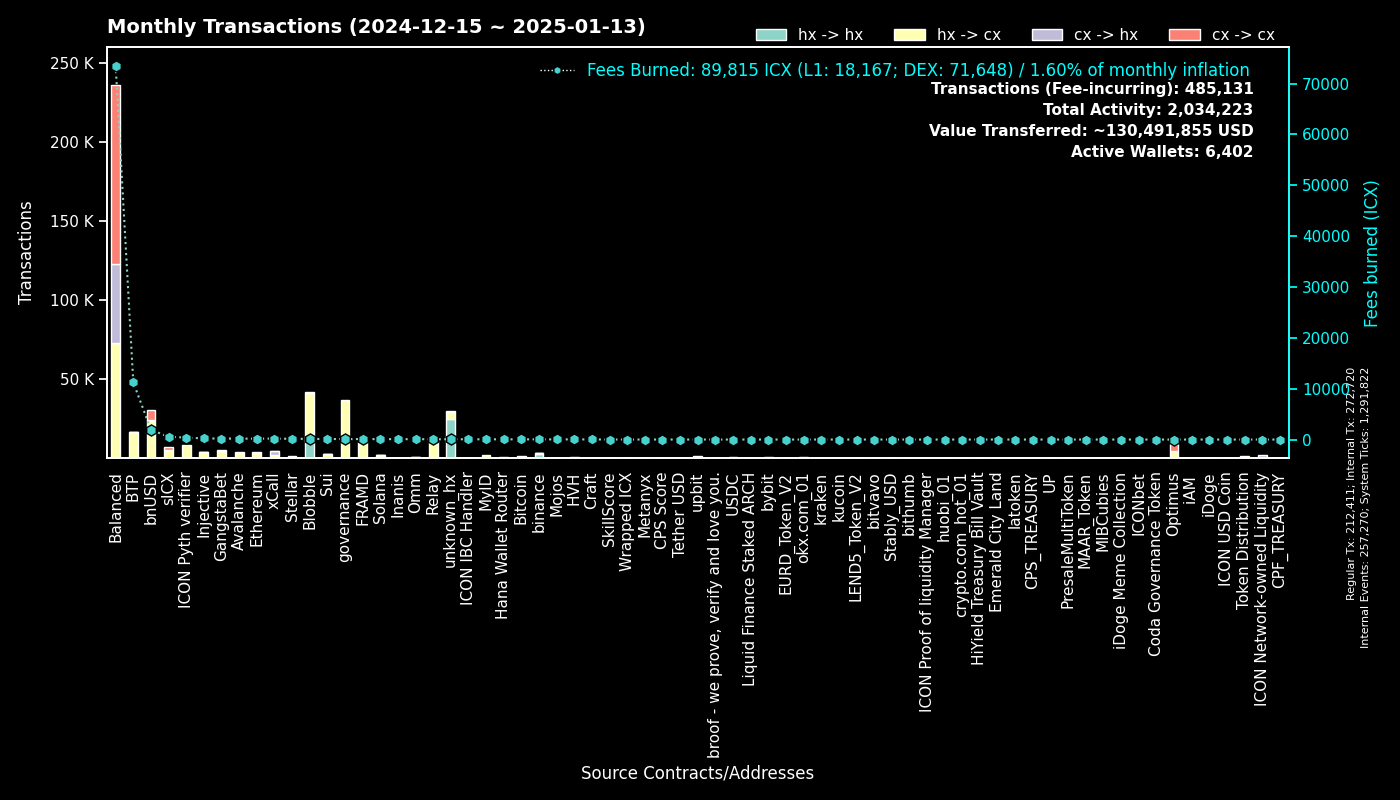 Monthly Transactions (2024-12-15 ~ 2025-01-13)
hx -> hx
hx -> cx
cx -> hx
cx -> cx
Fees Burned: 89,815 ICX (L1: 18,167; DEX: 71,648) / 1.60% of monthly inflation
Transactions (Fee-incurring): 485,131
Total Activity: 2,034,223
Value Transferred: ~130,491,855 USD
Active Wallets: 6,402
Transactions
250 K
200 K
150 K
100 K
50 K
70000
60000
50000
40000
30000
20000
10000
0
Fees burned (ICX)
Regular Tx: 212,411; Internal Tx: 272,720
Internal Events: 257,270; System Ticks: 1,291,822
Balanced
BTP
bnUSD
sICX
ICON Pyth verifier
Injective
GangstaBet
Avalanche
Ethereum
xCall
Stellar
Blobble
Sui
governance
FRAMD
Solana
Inanis
Omm
Relay
unknown_hx
ICON IBC Handler
MyID
Hana Wallet Router
Bitcoin
binance
Mojos
HVH
Craft
SkillScore
Wrapped ICX
Metanyx
CPS Score
Tether USD
upbit
broof - we prove, verify and love you.
USDC
Liquid Finance Staked ARCH
bybit
EURD_Token_V2
okx.com_01
kraken
kucoin
LEND5_Token_V2
bitvavo
Stably_USD
bithumb
ICON Proof of liquidity Manager
huobi_01
crypto.com_hot_01
HiYield Treasury Bill Vault
Emerald City Land
latoken
CPS_TREASURY
UP
PresaleMultiToken
MAAR_Token
MIBCubies
iDoge Meme Collection
ICONbet
Coda Governance Token
Optimus
iAM
iDoge
ICON USD Coin
Token Distribution
ICON Network-owned Liquidity
CPF_TREASURY
Source Contracts/Addresses